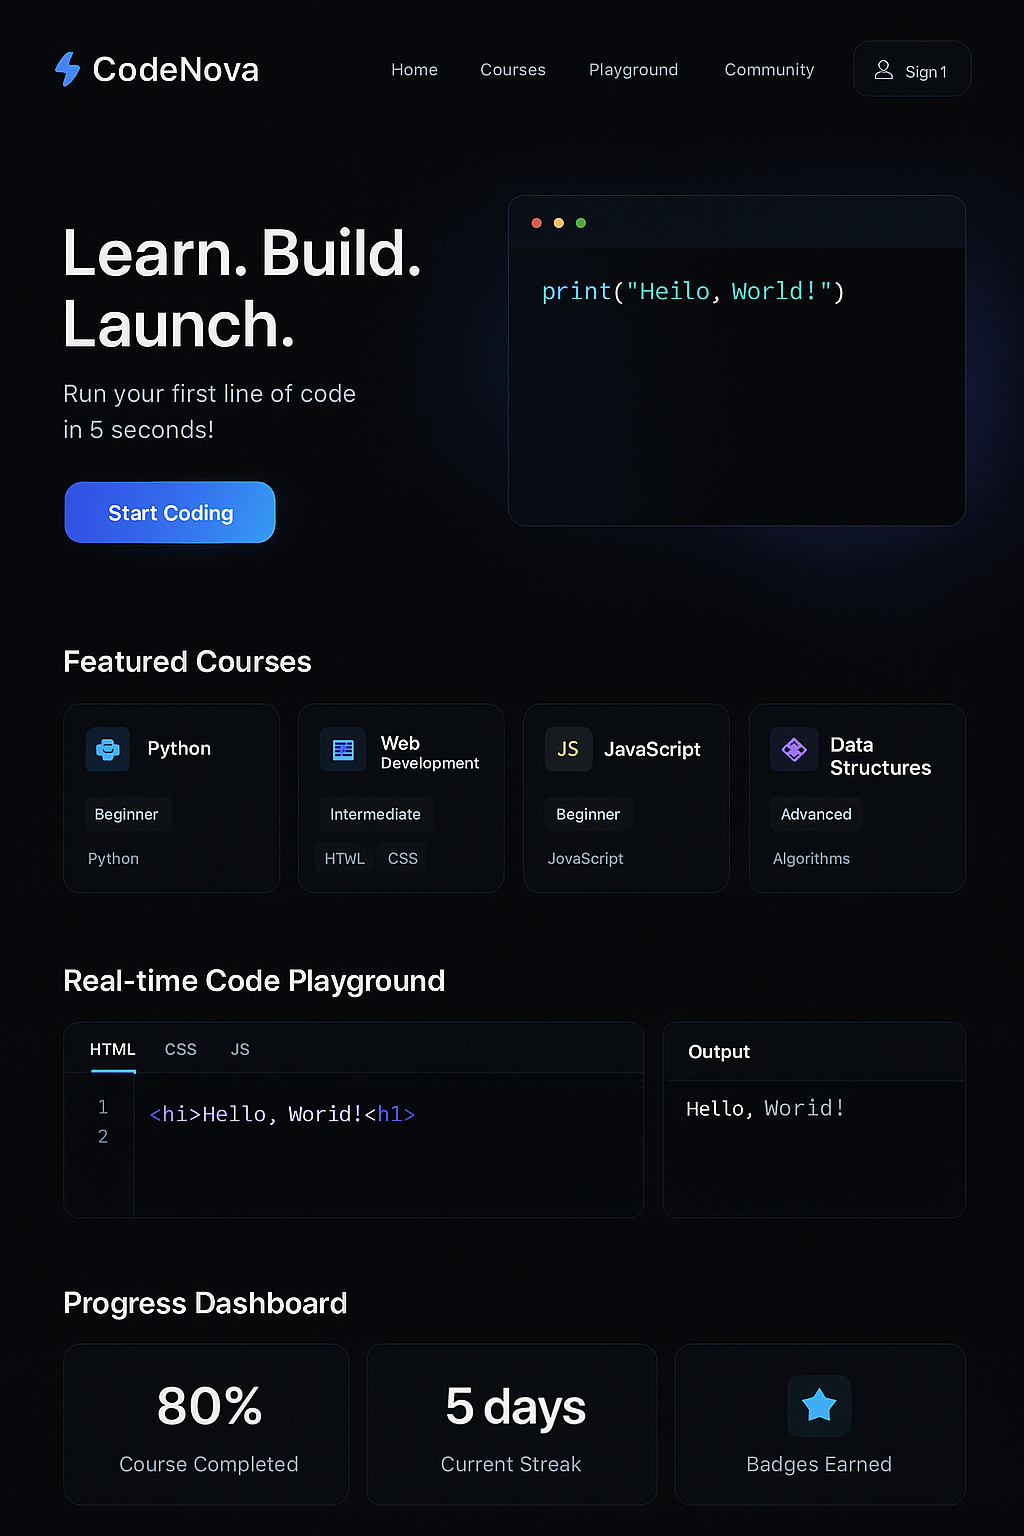 CodeNova
Home Courses Playground Community Sign1
Learn. Build.
Launch.
Run your first line of code
in 5 seconds!
Start Coding
print("Heilo, World!")
Featured Courses
Python
Beginner
Python
Web
Development
Intermediate
HTWL CSS
JS JavaScript
Beginner
JovaScript
Data
Structures
Advanced
Algorithms
Real-time Code Playground
HTML CSS JS
1 <hi>Hello, Worid!<h1>
2
Output
Hello, Worid!
Progress Dashboard
80%
Course Completed
5 days
Current Streak
Badges Earned